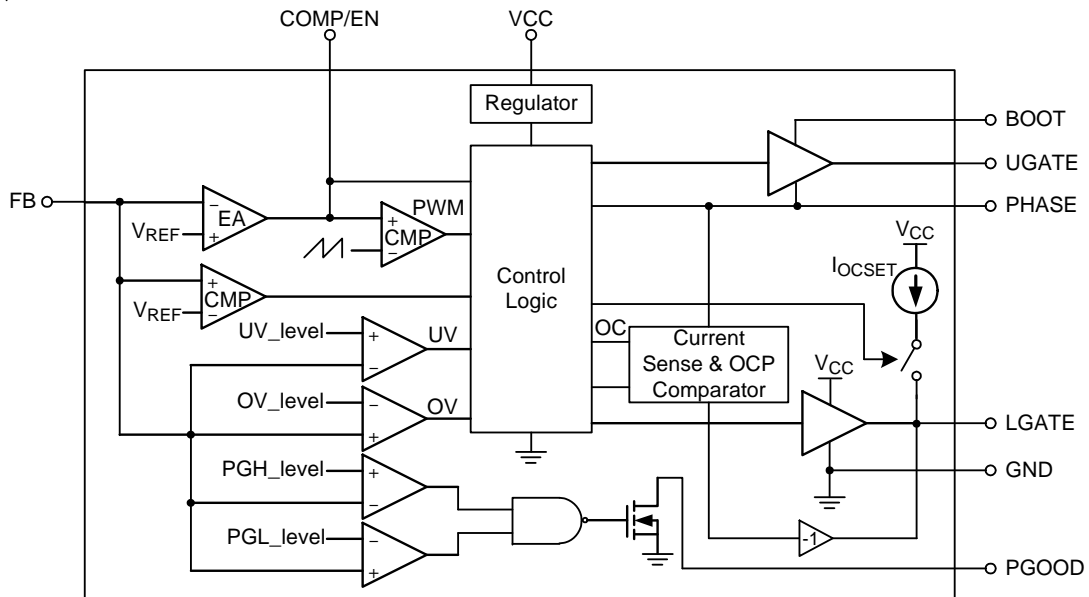 COMP/EN
VCC
Regulator
BOOT
UGATE
PHASE
FB
−
EA
VREF
+
PWM
+
CMP
−
Control
Logic
VCC
IOCSET
+
CMP
VREF
−
UV_level
+
UV
−
OC
Current
Sense & OCP
Comparator
VCC
OV_level
−
OV
+
LGATE
PGH_level
+
−
GND
PGL_level
−
+
-1
PGOOD